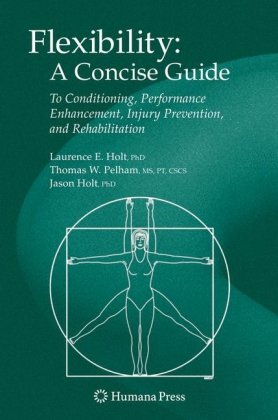 Flexibility:
A Concise Guide
To Conditioning, Performance
Enhancement, Injury Prevention,
and Rehabilitation
Laurence E. Holt, PhD
Thomas W. Pelham, MS, PT, CSCS
Jason Holt, PhD
Humana Press